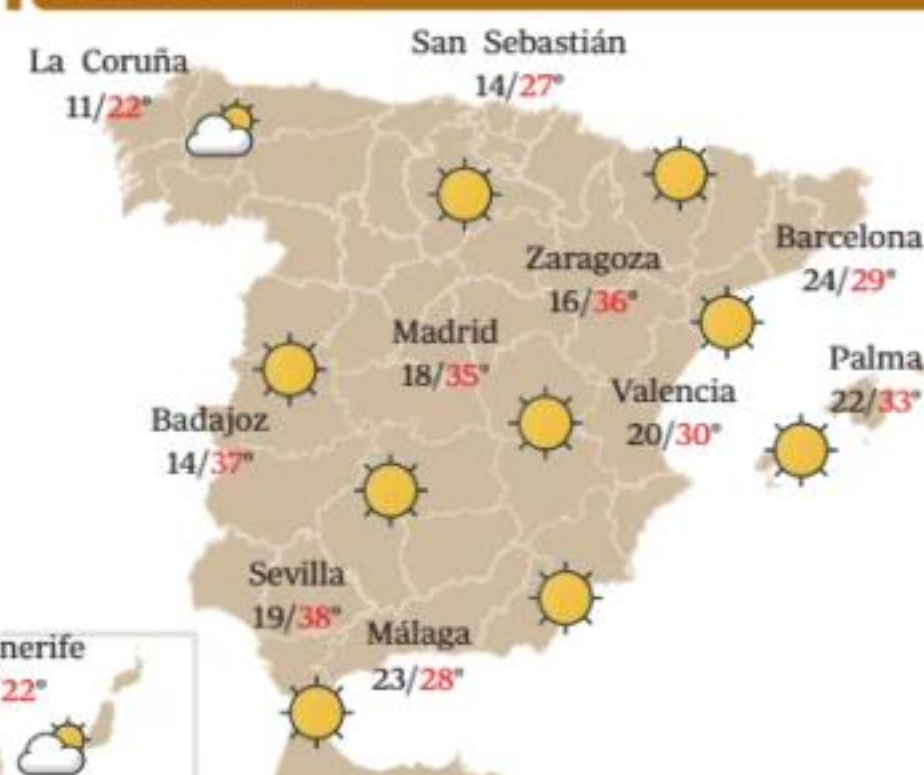 San Sebastián
14/27°
La Coruña
11/22°
Barcelona
24/29°
Zaragoza
16/36°
Madrid
18/35°
Palma
22/33°
Valencia
20/30°
Badajoz
14/37°
Sevilla
19/38°
Málaga
23/28°
nerife
22°